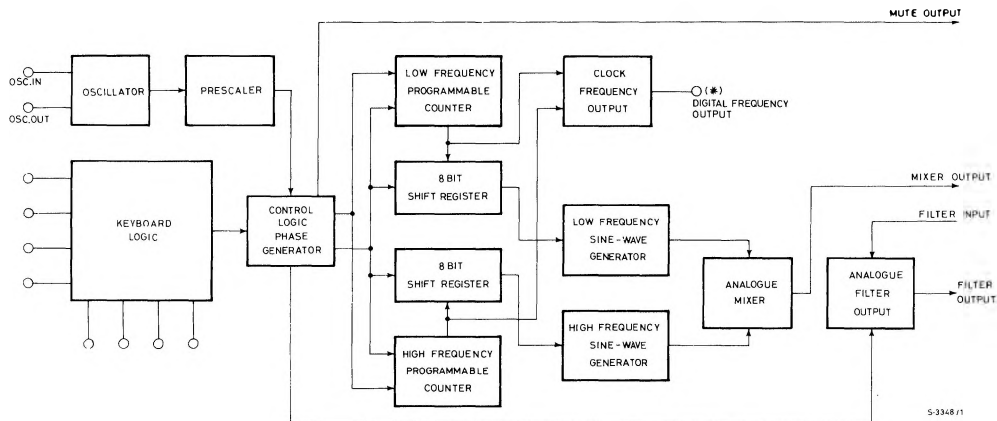 MUTE OUTPUT
OSC.IN
OSC.OUT
OSCILLATOR
PRESCALER
LOW FREQUENCY
PROGRAMMABLE
COUNTER
CLOCK
FREQUENCY
OUTPUT
(*)
DIGITAL FREQUENCY
OUTPUT
KEYBOARD
LOGIC
CONTROL
LOGIC
PHASE
GENERATOR
8 BIT
SHIFT REGISTER
8 BIT
SHIFT REGISTER
HIGH FREQUENCY
PROGRAMMABLE
COUNTER
LOW FREQUENCY
SINE-WAVE
GENERATOR
HIGH FREQUENCY
SINE-WAVE
GENERATOR
ANALOGUE
MIXER
MIXER OUTPUT
FILTER INPUT
ANALOGUE
FILTER
OUTPUT
FILTER
OUTPUT
S-3348/1